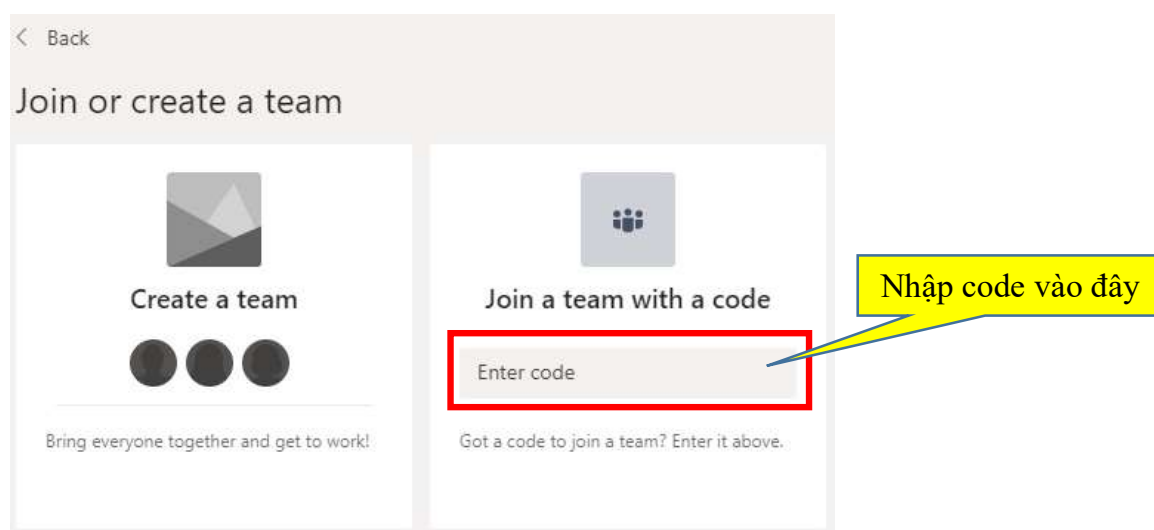 Back
Join or create a team
Create a team
Bring everyone together and get to work!
Join a team with a code
Enter code
Got a code to join a team? Enter it above.
Nhập code vào đây